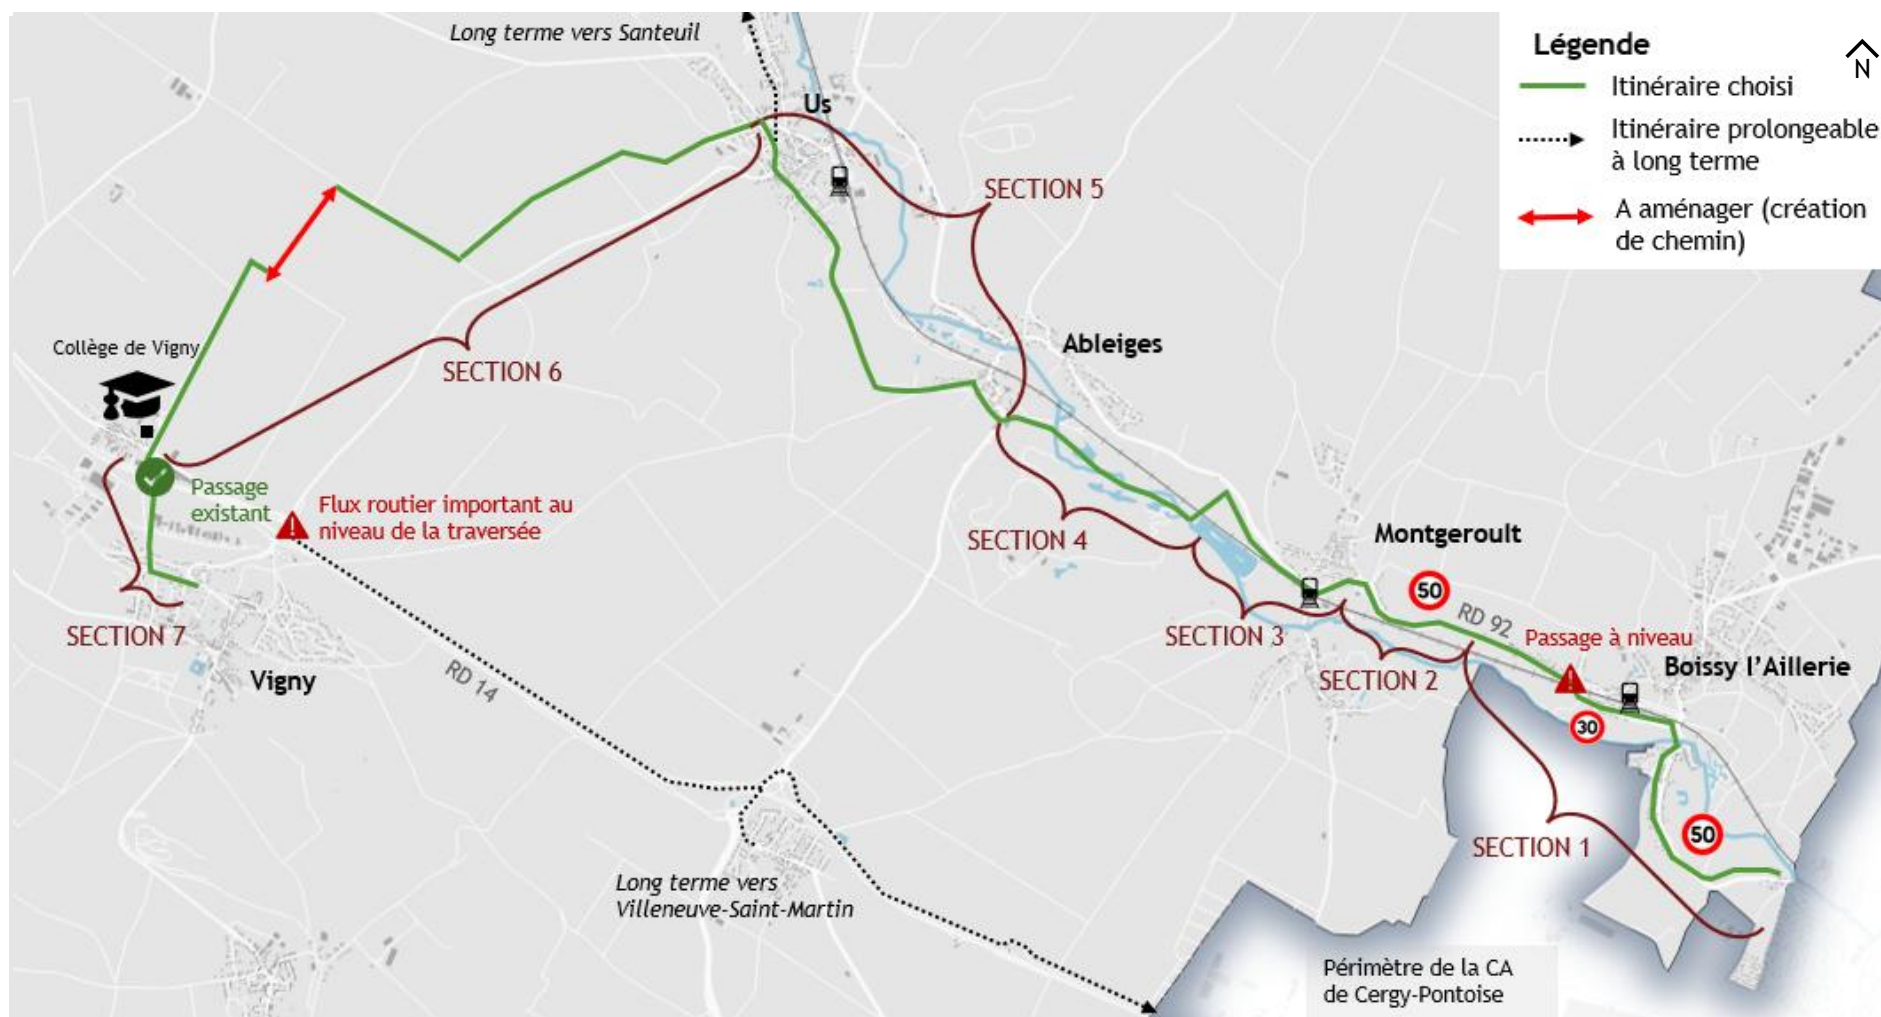 Long terme vers Santeuil
Légende
N
Itinéraire choisi
Itinéraire prolongeable
à long terme
A aménager (création
de chemin)
Us
SECTION 5
Ableiges
Collège de Vigny
SECTION 6
Passage
existant
Flux routier important au
niveau de la traversée
SECTION 4
Montgeroult
50
RD 92
Passage à niveau
SECTION 7
SECTION 3
Boissy l’Aillerie
Vigny
RD 14
SECTION 2
30
50
SECTION 1
Long terme vers
Villeneuve-Saint-Martin
Périmètre de la CA
de Cergy-Pontoise